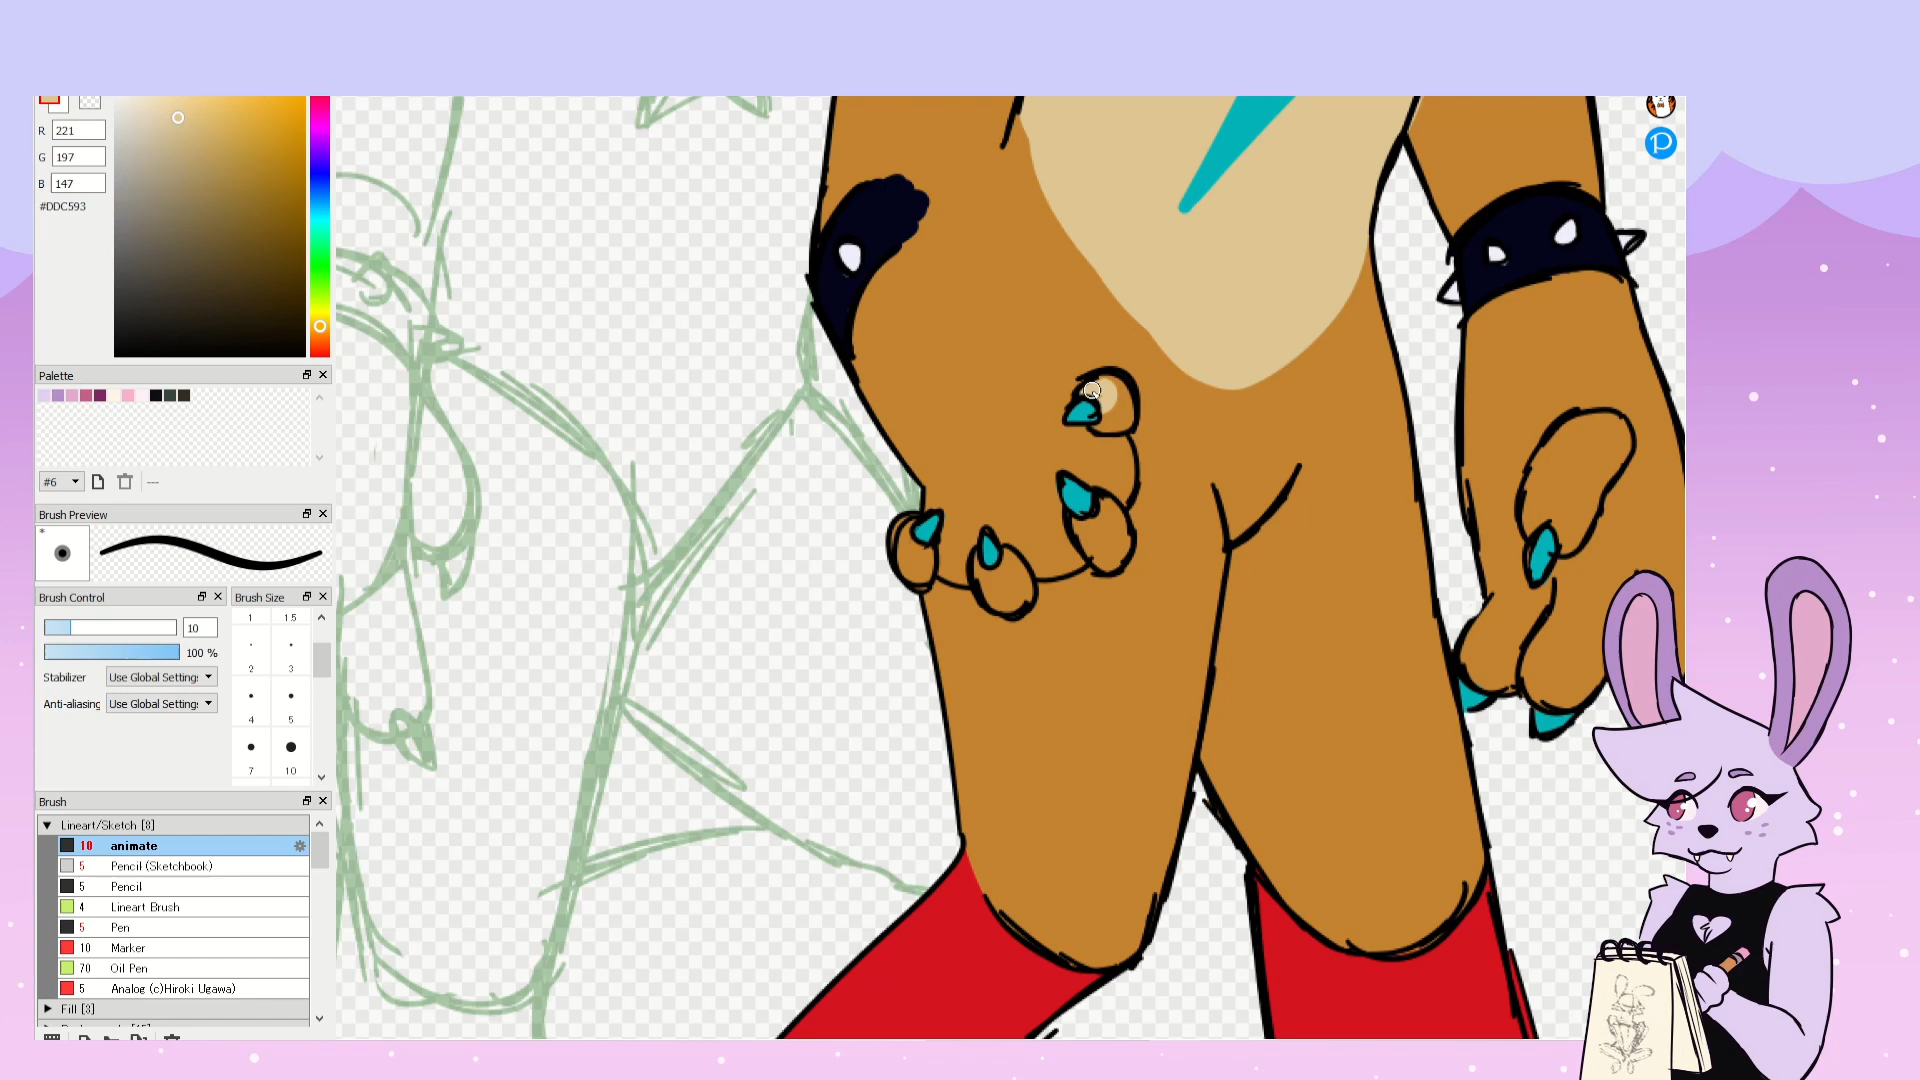 R 221
G 197
B 147
#DDC593
Palette
#6
---
Brush Preview
*
Brush Control
Brush Size
10
100 %
Stabilizer
Use Global Setting:
Anti-aliasing
Use Global Setting:
1 1.5
2 3
4 5
7 10
Brush
Lineart/Sketch [8]
10 animate
5 Pencil (Sketchbook)
5 Pencil
4 Lineart Brush
5 Pen
10 Marker
70 Oil Pen
5 Analog (c)Hiroki Ugawa)
Fill [3]
P